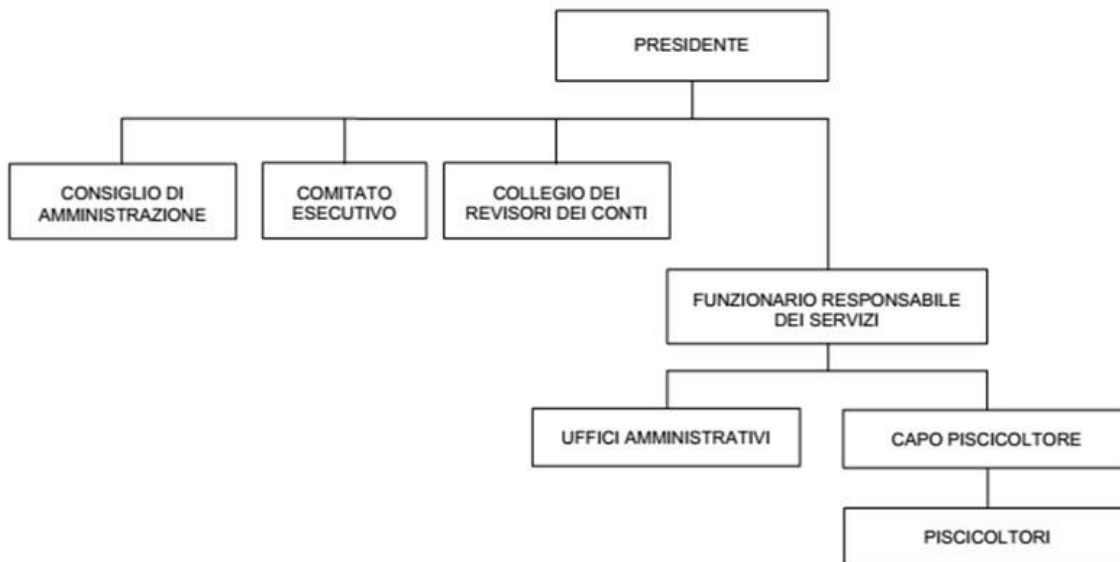 PRESIDENTE
CONSIGLIO DI
AMMINISTRAZIONE
COMITATO
ESECUTIVO
COLLEGIO DEI
REVISORI DEI CONTI
FUNZIONARIO RESPONSABILE
DEI SERVIZI
UFFICI AMMINISTRATIVI
CAPO PISCICOLTORE
PISCICOLTORI